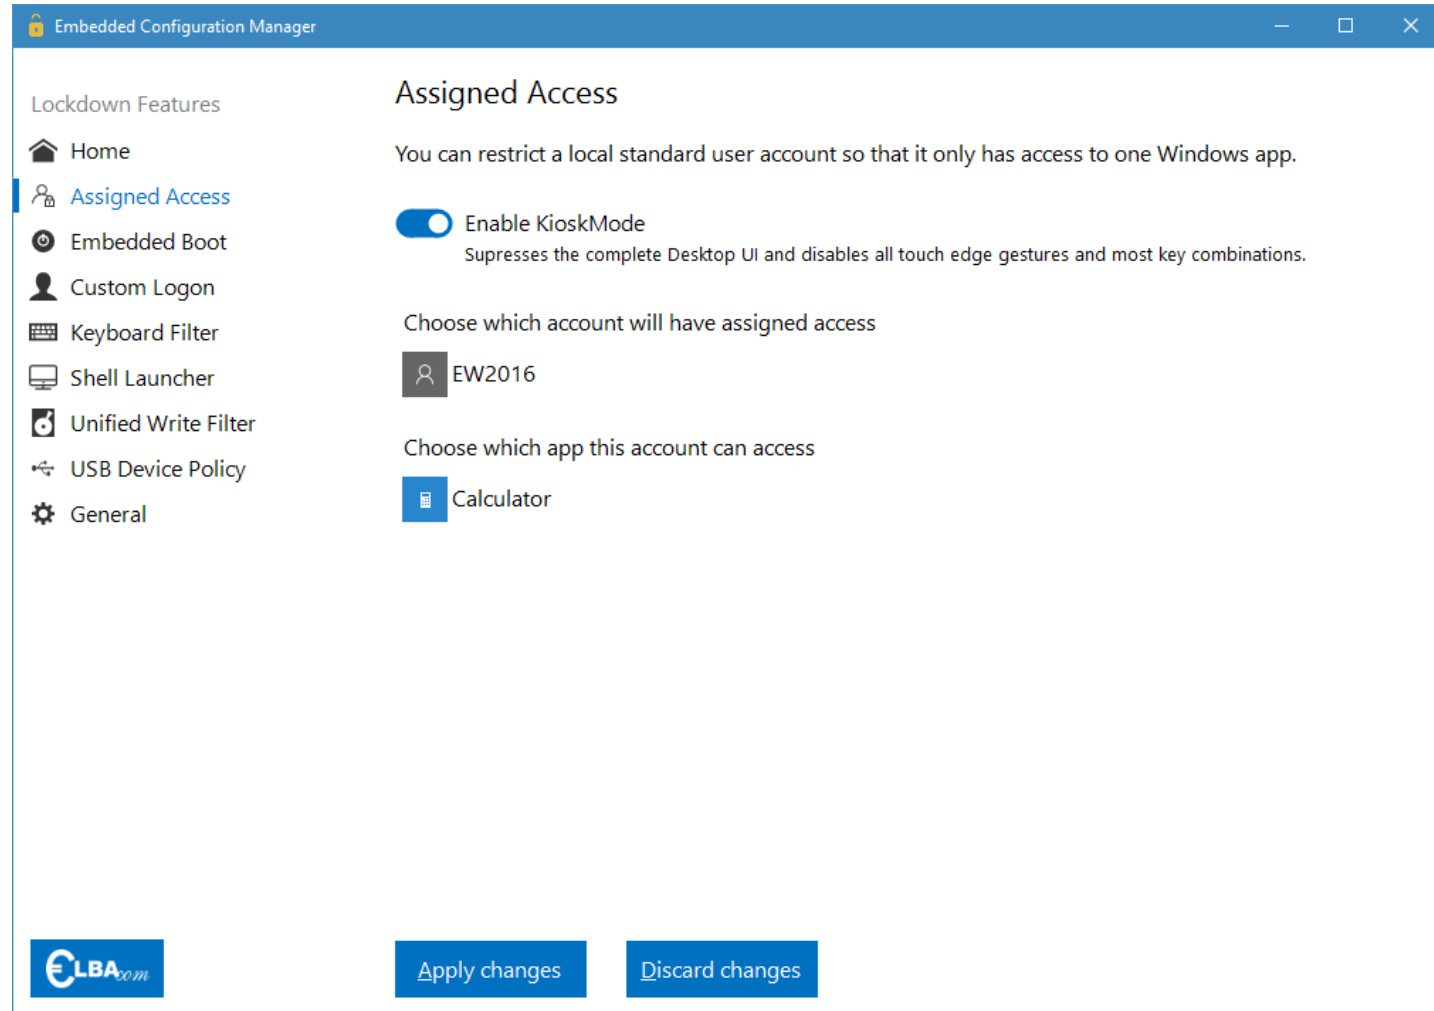 Embedded Configuration Manager
Lockdown Features
Home
Assigned Access
Embedded Boot
Custom Logon
Keyboard Filter
Shell Launcher
Unified Write Filter
USB Device Policy
General
Assigned Access
You can restrict a local standard user account so that it only has access to one Windows app.
Enable KioskMode
Supresses the complete Desktop UI and disables all touch edge gestures and most key combinations.
Choose which account will have assigned access
EW2016
Choose which app this account can access
Calculator
€LBAcom
Apply changes
Discard changes